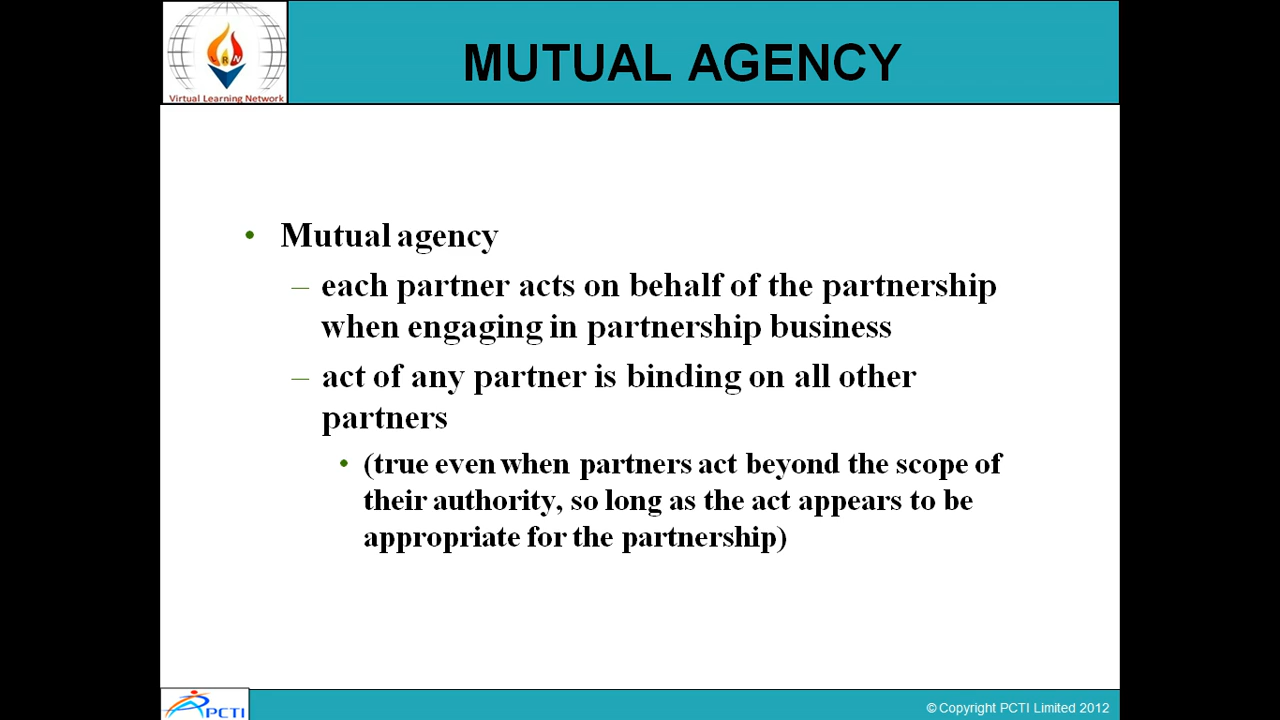 MUTUAL AGENCY
LRN
Virtual Learning Network
• Mutual agency
– each partner acts on behalf of the partnership
when engaging in partnership business
– act of any partner is binding on all other
partners
• (true even when partners act beyond the scope of
their authority, so long as the act appears to be
appropriate for the partnership)
PCTI
© Copyright PCTI Limited 2012